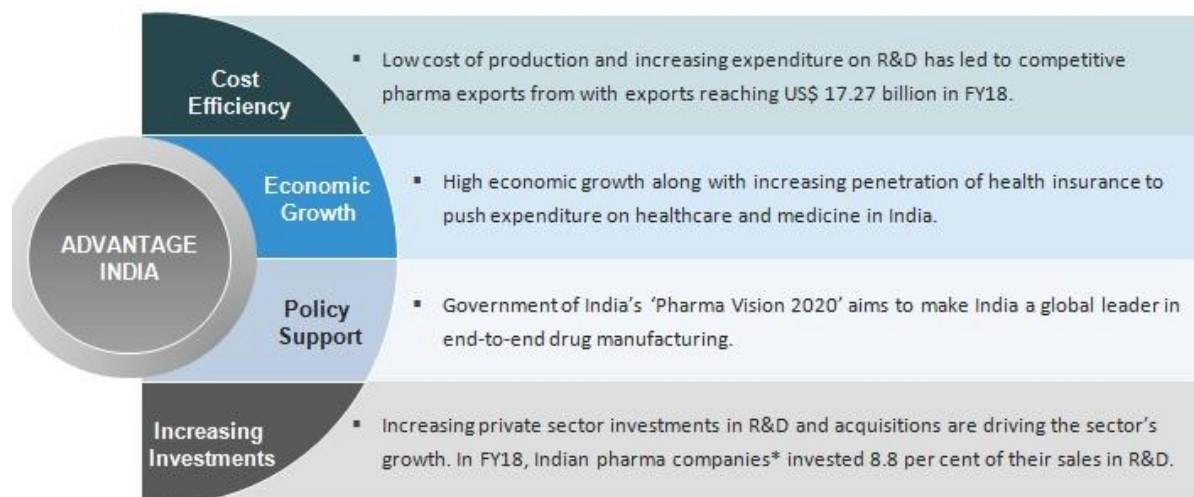 ADVANTAGE
INDIA
Cost
Efficiency
▪ Low cost of production and increasing expenditure on R&D has led to competitive
pharma exports from with exports reaching US$ 17.27 billion in FY18.
Economic
Growth
▪ High economic growth along with increasing penetration of health insurance to
push expenditure on healthcare and medicine in India.
Policy
Support
▪ Government of India’s ‘Pharma Vision 2020’ aims to make India a global leader in
end-to-end drug manufacturing.
Increasing
Investments
▪ Increasing private sector investments in R&D and acquisitions are driving the sector’s
growth. In FY18, Indian pharma companies* invested 8.8 per cent of their sales in R&D.